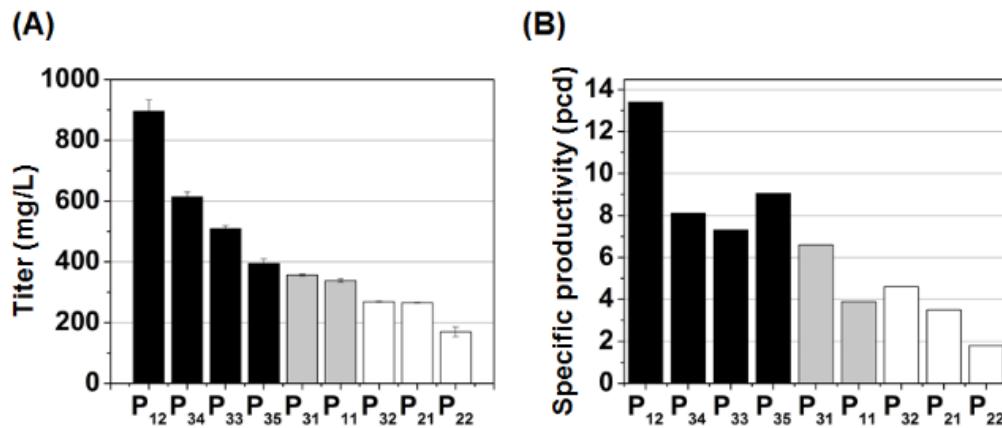 (A) (B)
Titer (mg/L)
1000
800
600
400
200
0
P12 P34 P33 P35 P31 P11 P32 P21 P22
Specific productivity (pcd)
14
12
10
8
6
4
2
0
P12 P34 P33 P35 P31 P11 P32 P21 P22